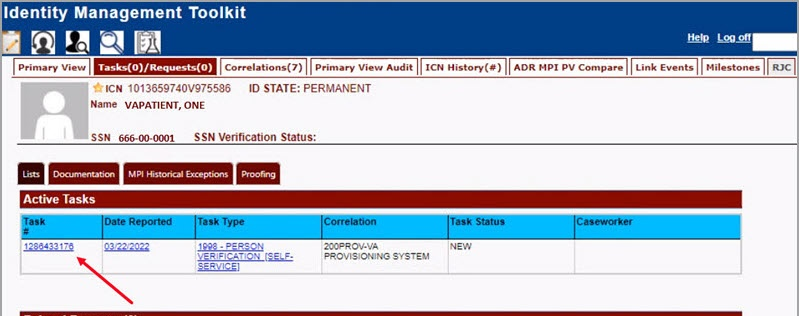 Identity Management Toolkit
Help Log off
Primary View Tasks(0)/Requests(0) Correlations(7) Primary View Audit ICN History(#) ADR MPI PV Compare Link Events Milestones RJC
ICN 1013659740V975586 ID STATE: PERMANENT
Name VAPATIENT, ONE
SSN 666-00-0001 SSN Verification Status:
Lists Documentation MPI Historical Exceptions Proofing
Active Tasks
Task Date Reported Task Type Correlation Task Status Caseworker
#
1286433176 03/22/2022 1998 - PERSON 200PROV-VA NEW
VERIFICATION [SELF- PROVISIONING SYSTEM
SERVICE]